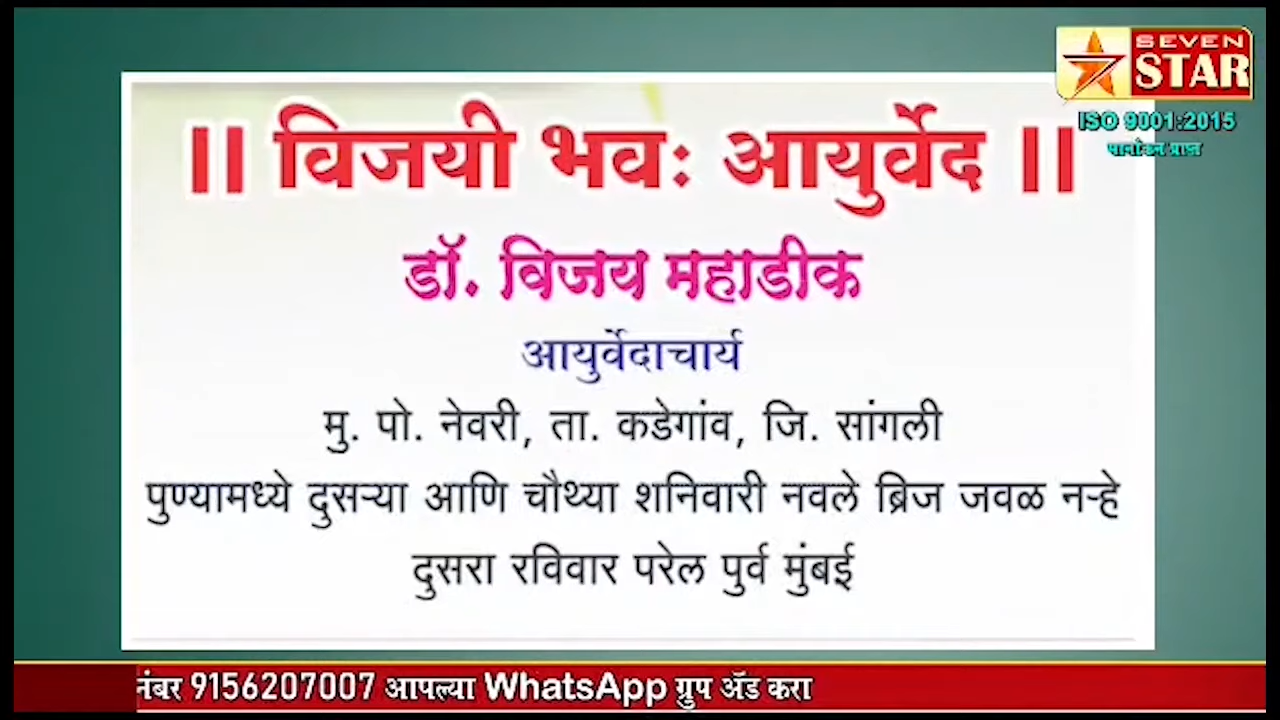 SEVEN
STAR
ISO 9001:2015
मानांकन प्राप्त
|| विजयी भवः आयुर्वेद ||
डॉ. विजय महाडीक
आयुर्वेदाचार्य
मु. पो. नेवरी, ता. कडेगांव, जि. सांगली
पुण्यामध्ये दुसऱ्या आणि चौथ्या शनिवारी नवले ब्रिज जवळ नऱ्हे
दुसरा रविवार परेल पुर्व मुंबई
नंबर 9156207007 आपल्या WhatsApp ग्रुप ॲड करा